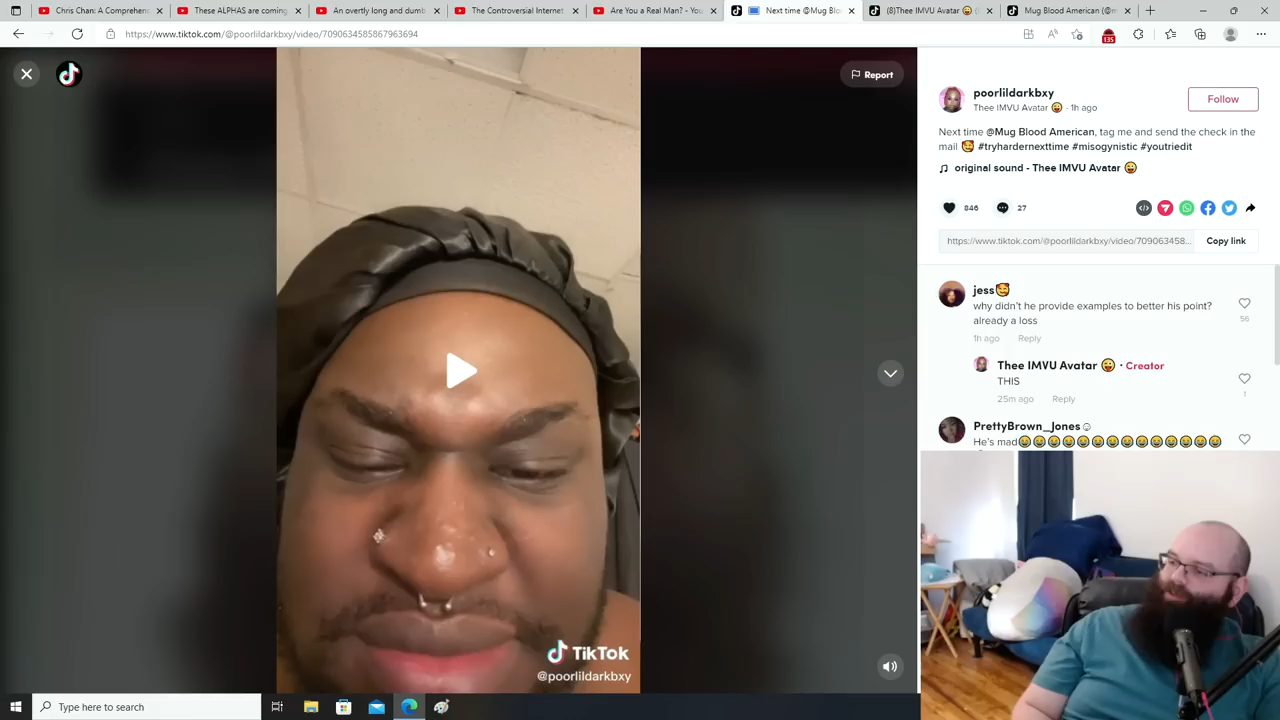 Chris Chan: A Comprehen
These ALPHAS are coming
An overtly long and dumb
The Controversial Internet
Are You a Real Man? - You
Next time @Mug Blo
(8)Thee IMVU Avatar 😜 (
Mug Blood American (@m
https://www.tiktok.com/@poorlildarkbxy/video/7090634585867963694
135
Report
poorlildarkbxy
Thee IMVU Avatar 😜 · 1h ago
Follow
Next time @Mug Blood American, tag me and send the check in the
mail 🥰 #tryhardernexttime #misogynistic #youtriedit
original sound - Thee IMVU Avatar 😜
846
27
https://www.tiktok.com/@poorlildarkbxy/video/709063458...
Copy link
jess🥰
why didn't he provide examples to better his point?
already a loss
56
1h ago
Reply
Thee IMVU Avatar 😜 · Creator
THIS
1
25m ago
Reply
PrettyBrown_Jones☺
He's mad😂😂😂😂😂😂😂😂😂😂😂😂😂😂
TikTok
@poorlildarkbxy
Type here to search